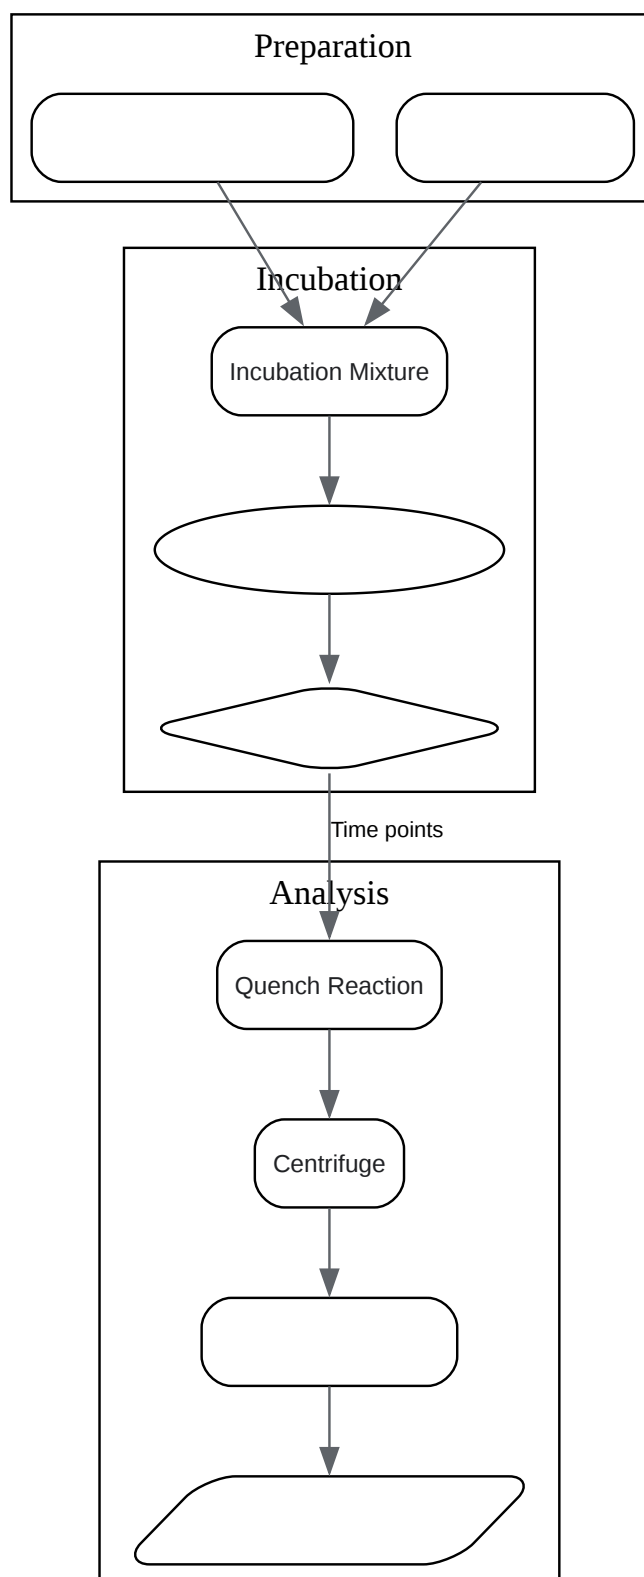 Preparation
Incubation
Incubation Mixture
Time points
Analysis
Quench Reaction
Centrifuge